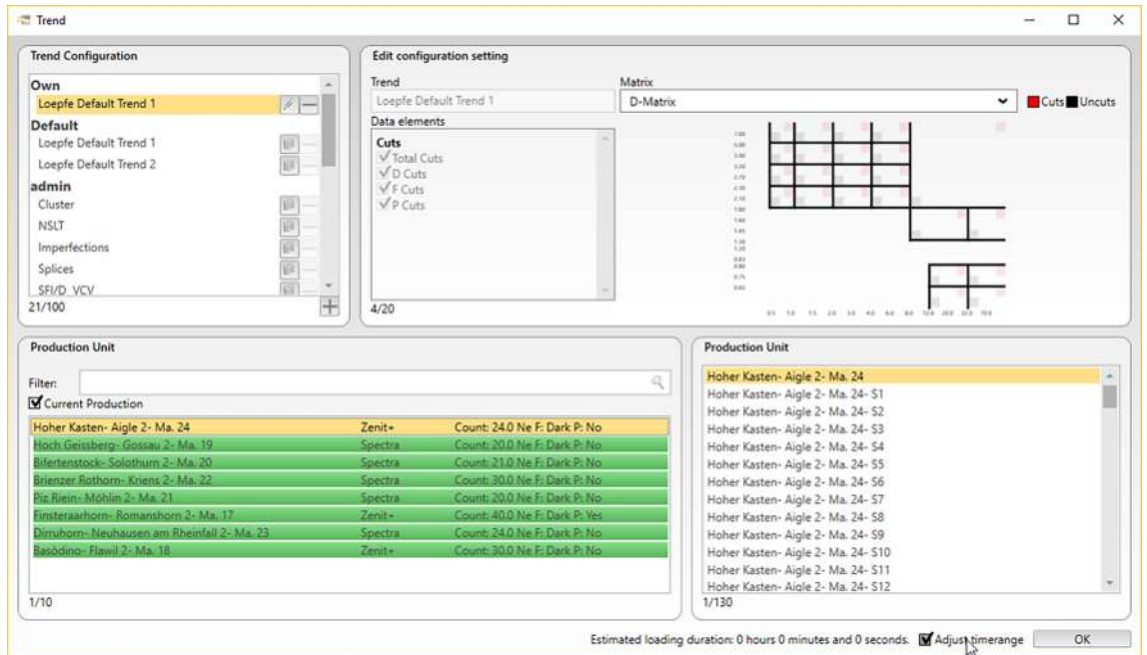 Trend
Trend Configuration
Own
Loepfe Default Trend 1
Default
Loepfe Default Trend 1
Loepfe Default Trend 2
admin
Cluster
NSLT
Imperfections
Splices
SFI/D VCV
21/100
Edit configuration setting
Trend
Loepfe Default Trend 1
Matrix
D-Matrix
Cuts Uncuts
Data elements
Cuts
Total Cuts
D Cuts
F Cuts
P Cuts
4/20
Production Unit
Filter:
Current Production
Hoher Kasten- Aigle 2- Ma. 24 Zenit+ Count: 24.0 Ne F: Dark P: No
Hoch Geissberg- Gossau 2- Ma. 19 Spectra Count: 20.0 Ne F: Dark P: No
Bifertenstock- Solothurn 2- Ma. 20 Spectra Count: 21.0 Ne F: Dark P: No
Brienzer Rothorn- Kriens 2- Ma. 22 Spectra Count: 30.0 Ne F: Dark P: No
Piz Riein- Möhlin 2- Ma. 21 Spectra Count: 20.0 Ne F: Dark P: No
Finsteraarhorn- Romanshorn 2- Ma. 17 Zenit+ Count: 40.0 Ne F: Dark P: Yes
Dirruhorn- Neuhausen am Rheinfall 2- Ma. 23 Spectra Count: 24.0 Ne F: Dark P: No
Basòdino- Flawil 2- Ma. 18 Zenit+ Count: 30.0 Ne F: Dark P: No
1/10
Production Unit
Hoher Kasten- Aigle 2- Ma. 24
Hoher Kasten- Aigle 2- Ma. 24- S1
Hoher Kasten- Aigle 2- Ma. 24- S2
Hoher Kasten- Aigle 2- Ma. 24- S3
Hoher Kasten- Aigle 2- Ma. 24- S4
Hoher Kasten- Aigle 2- Ma. 24- S5
Hoher Kasten- Aigle 2- Ma. 24- S6
Hoher Kasten- Aigle 2- Ma. 24- S7
Hoher Kasten- Aigle 2- Ma. 24- S8
Hoher Kasten- Aigle 2- Ma. 24- S9
Hoher Kasten- Aigle 2- Ma. 24- S10
Hoher Kasten- Aigle 2- Ma. 24- S11
Hoher Kasten- Aigle 2- Ma. 24- S12
1/130
Estimated loading duration: 0 hours 0 minutes and 0 seconds. Adjust timerange OK